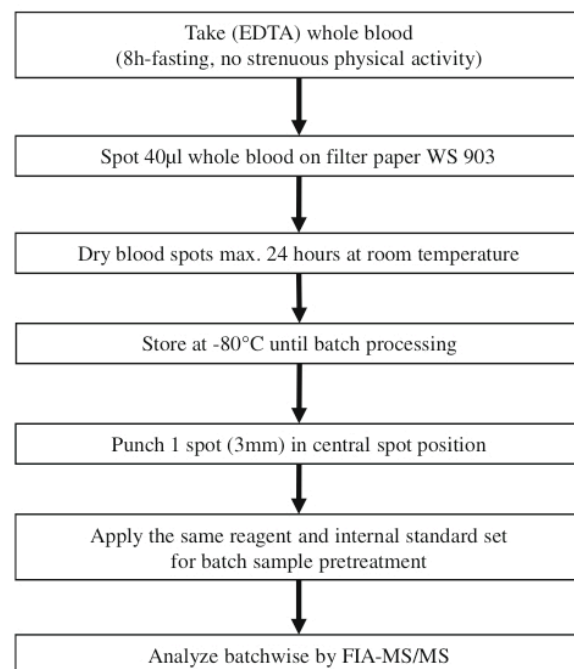 Take (EDTA) whole blood
(8h-fasting, no strenuous physical activity)
Spot 40µl whole blood on filter paper WS 903
Dry blood spots max. 24 hours at room temperature
Store at -80°C until batch processing
Punch 1 spot (3mm) in central spot position
Apply the same reagent and internal standard set
for batch sample pretreatment
Analyze batchwise by FIA-MS/MS